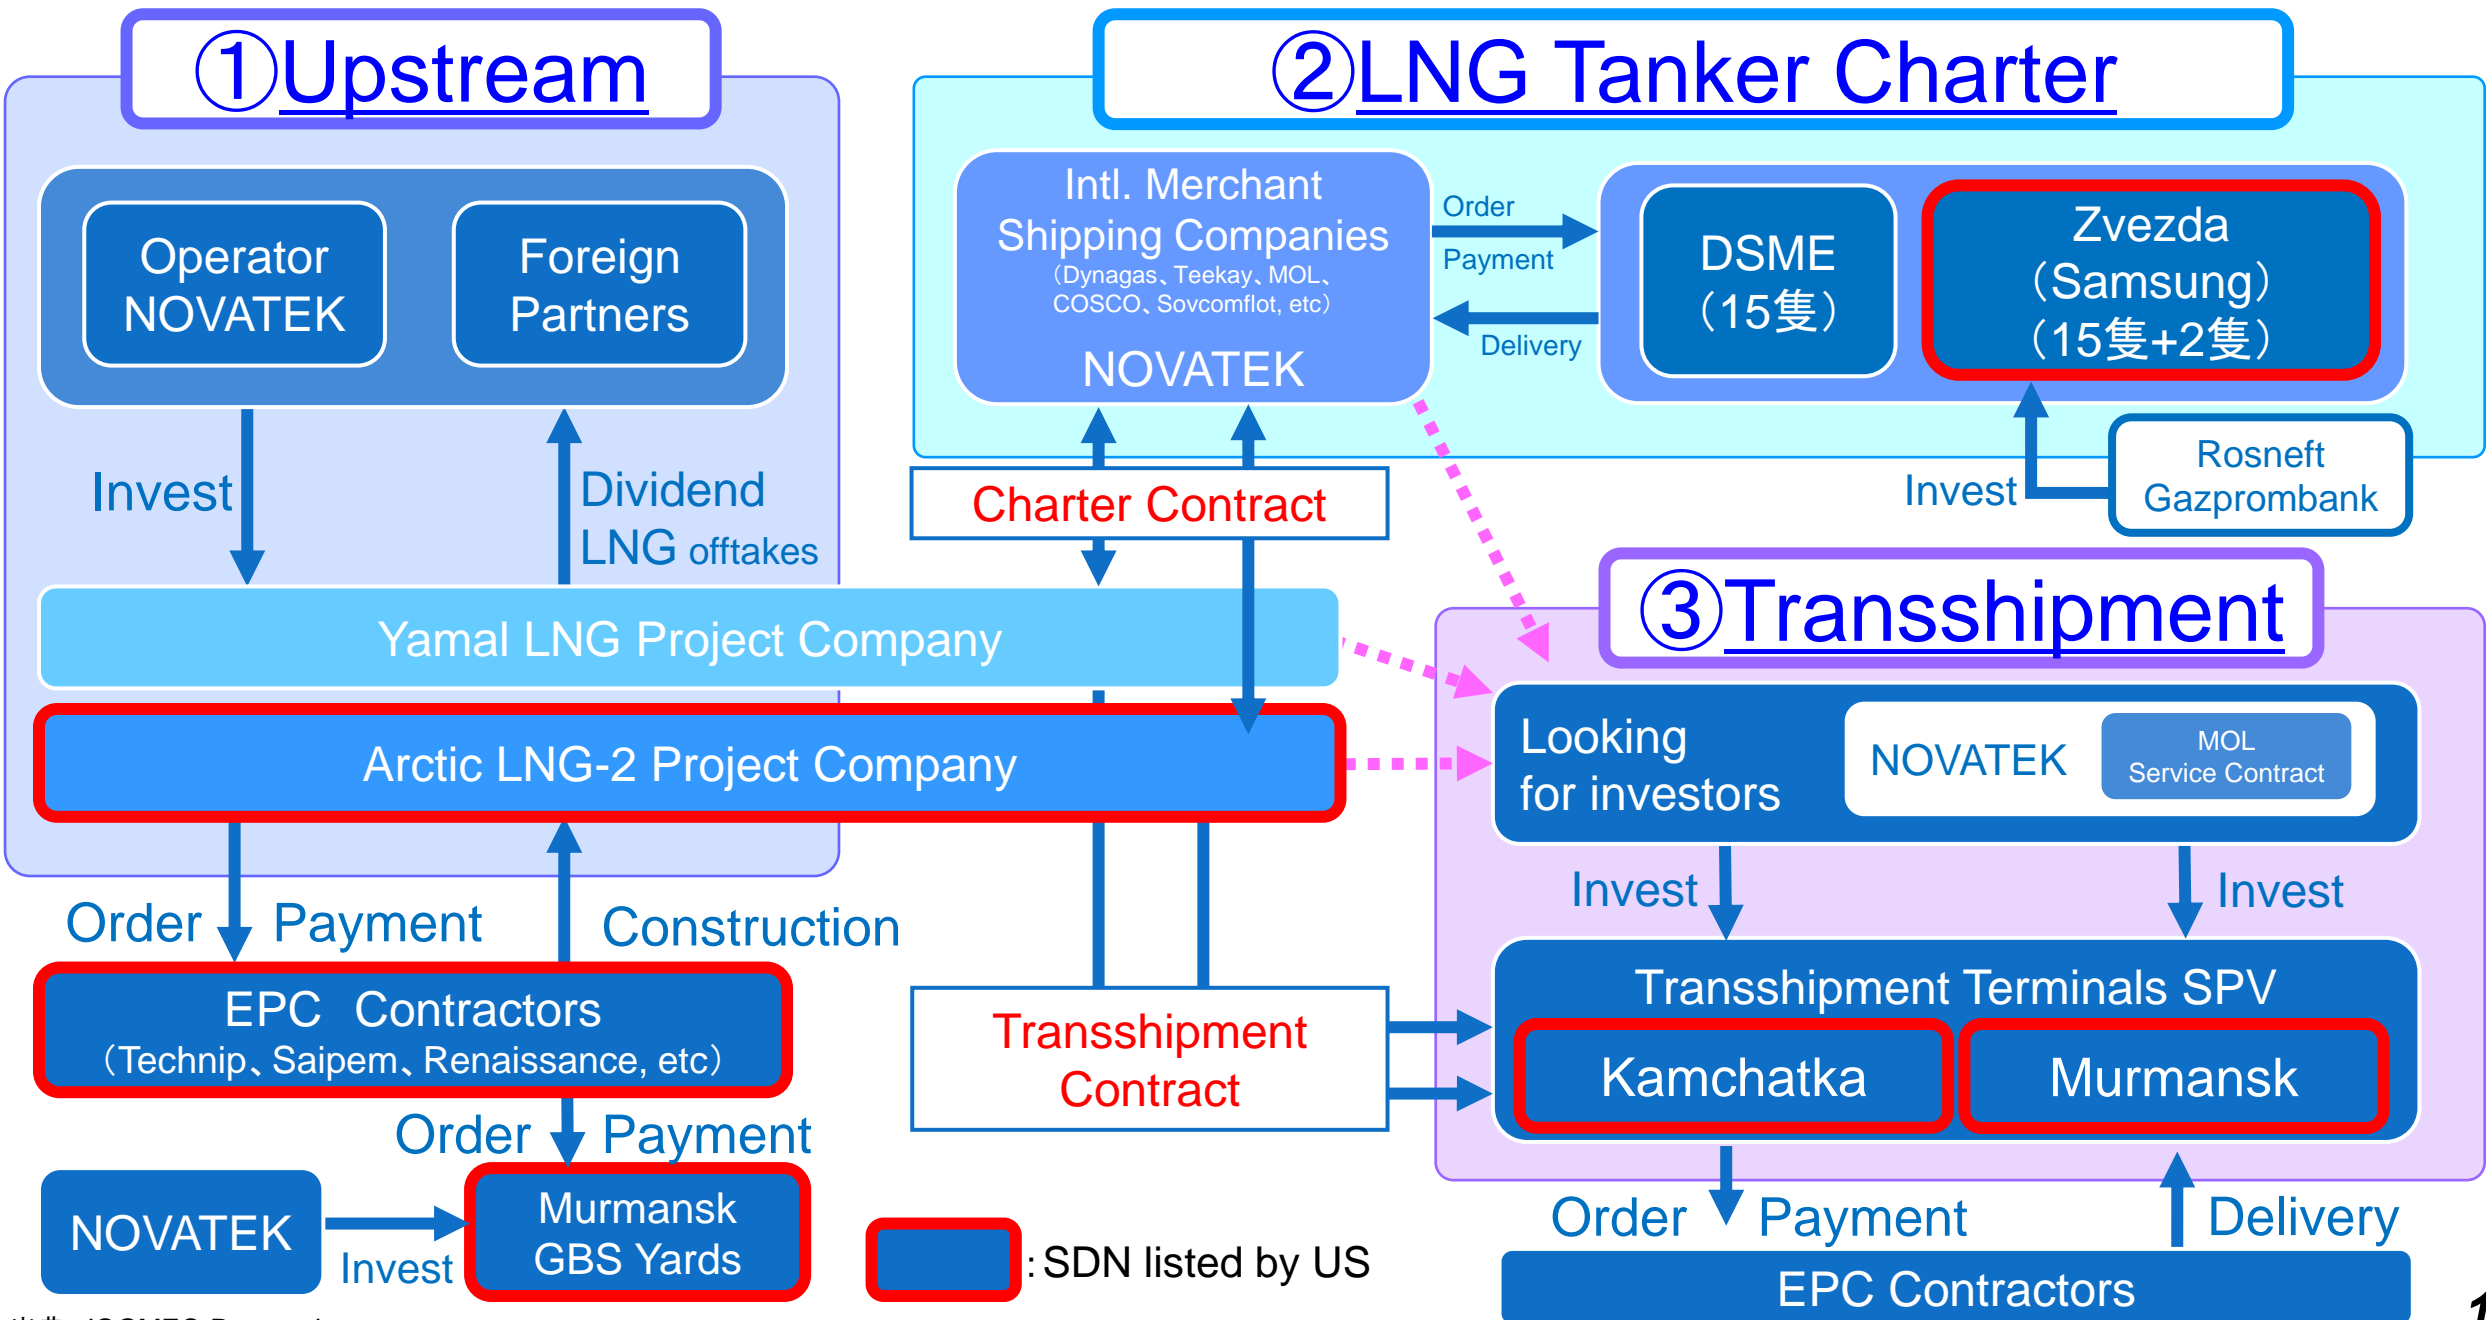 ①Upstream
Operator
NOVATEK
Foreign
Partners
Invest
Dividend
LNG offtakes
Yamal LNG Project Company
Arctic LNG-2 Project Company
Order
Payment
Construction
EPC Contractors
（Technip、Saipem、Renaissance, etc）
Order
Payment
NOVATEK
Invest
Murmansk
GBS Yards
②LNG Tanker Charter
Intl. Merchant
Shipping Companies
（Dynagas、Teekay、MOL、
COSCO、Sovcomflot, etc）
NOVATEK
Order
Payment
Delivery
DSME
（15隻）
Zvezda
（Samsung）
（15隻+2隻）
Rosneft
Gazprombank
Invest
Charter Contract
③Transshipment
Looking
for investors
NOVATEK
MOL
Service Contract
Invest
Invest
Transshipment Terminals SPV
Kamchatka
Murmansk
Transshipment
Contract
Order
Payment
Delivery
EPC Contractors
：SDN listed by US